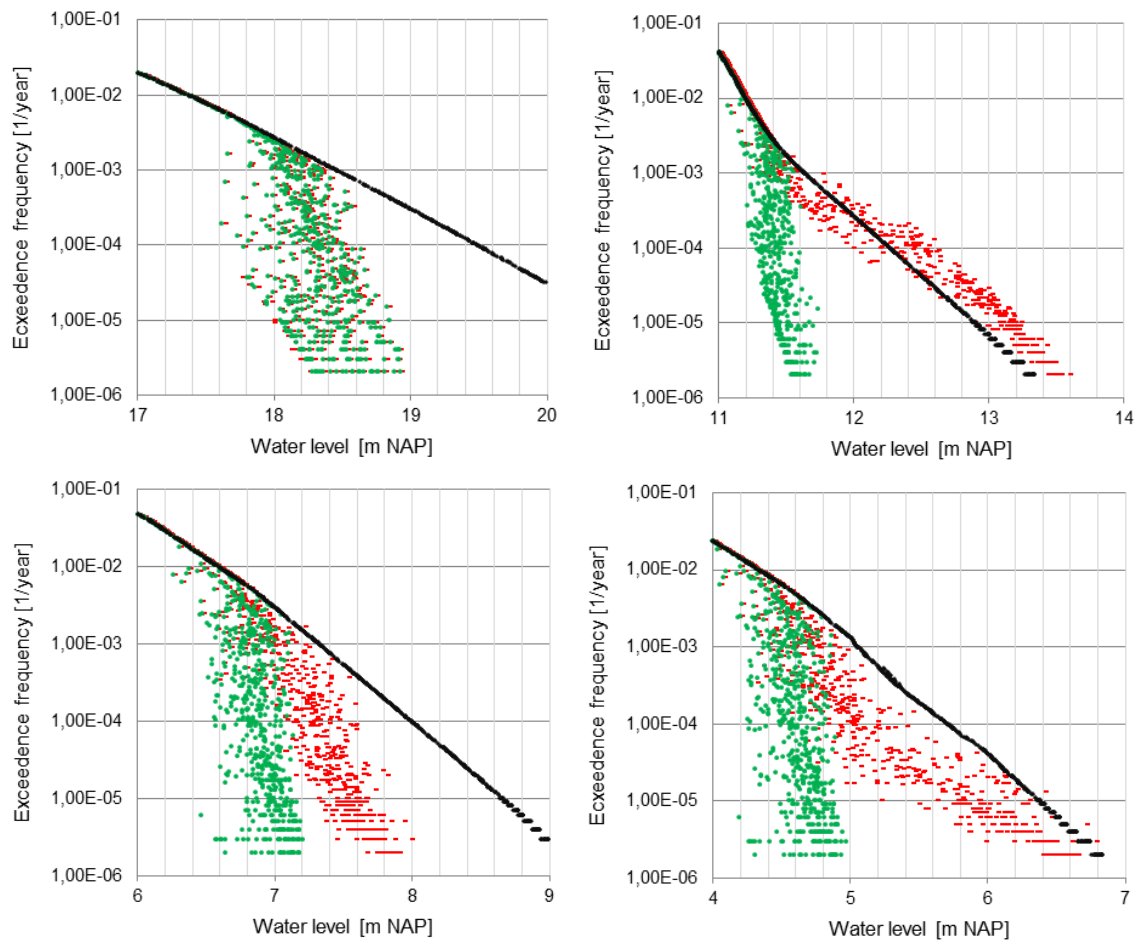 Ecxeedence frequency [1/year]
1,00E-01
1,00E-02
1,00E-03
1,00E-04
1,00E-05
1,00E-06
17 18 19 20
Water level [m NAP]
Ecxeedence frequency [1/year]
1,00E-01
1,00E-02
1,00E-03
1,00E-04
1,00E-05
1,00E-06
11 12 13 14
Water level [m NAP]
Exceedence frequency [1/year]
1,00E-01
1,00E-02
1,00E-03
1,00E-04
1,00E-05
1,00E-06
6 7 8 9
Water level [m NAP]
Ecxeedence frequency [1/year]
1,00E-01
1,00E-02
1,00E-03
1,00E-04
1,00E-05
1,00E-06
4 5 6 7
Water level [m NAP]